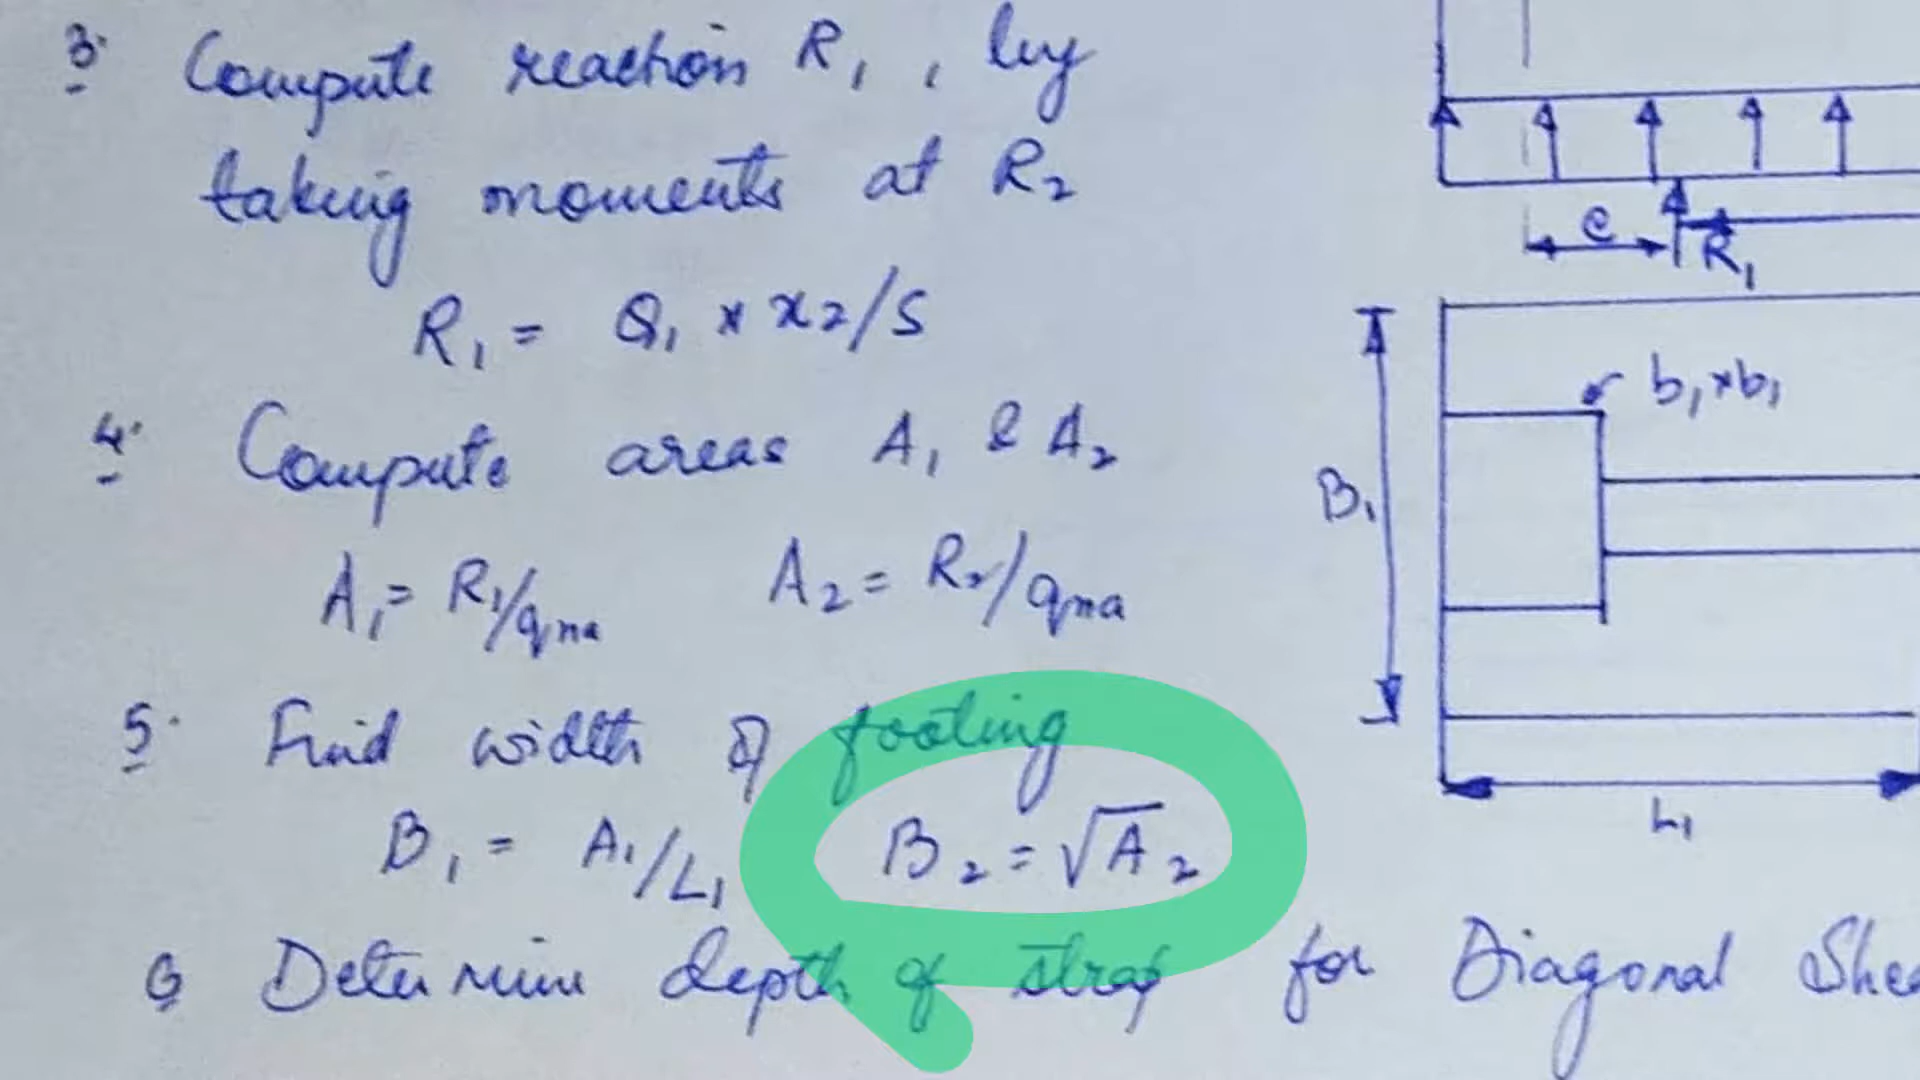 3. Compute reaction R₁, by
taking moments at R₂
R₁ = Q₁ × x₂/S
4. Compute areas A₁ & A₂
A₁ = R₁/qₙₐ A₂ = R₂/qₙₐ
5. Find width of footing
B₁ = A₁/L₁ B₂ = √A₂
6 Determine depth of strap for Diagonal Shea
e
R₁
b₁×b₁
B₁
L₁